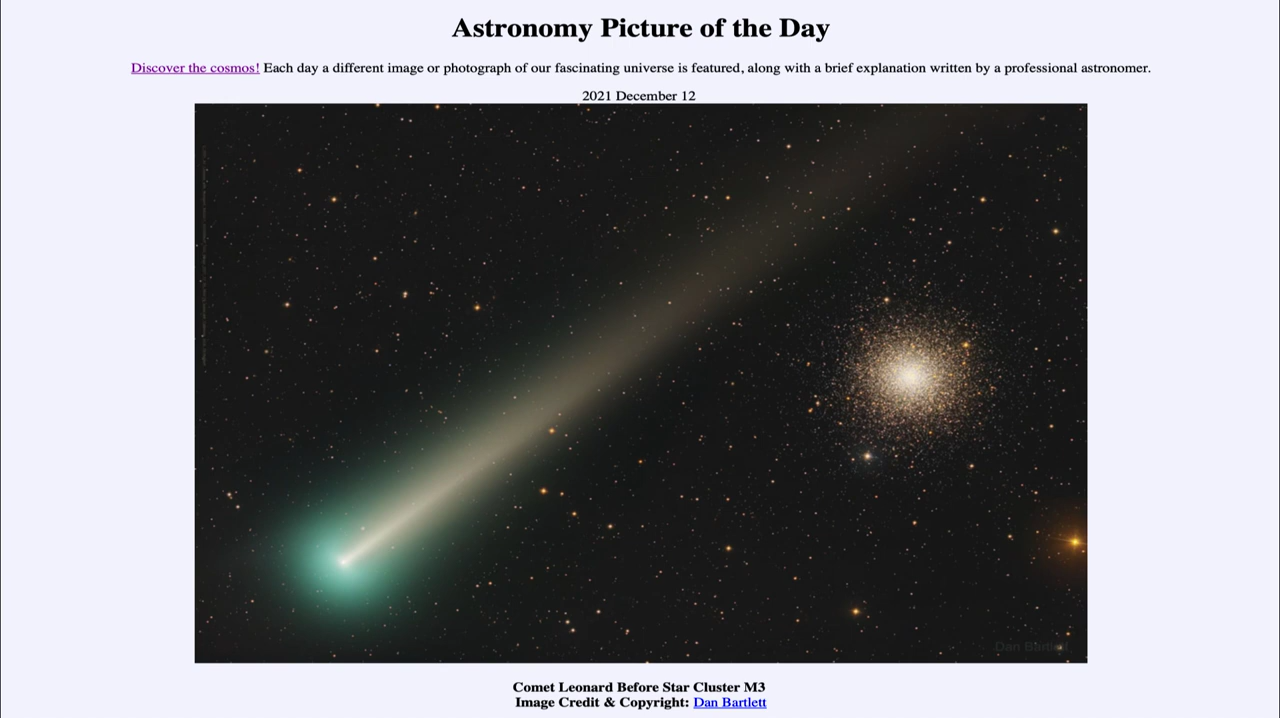 Astronomy Picture of the Day
Discover the cosmos! Each day a different image or photograph of our fascinating universe is featured, along with a brief explanation written by a professional astronomer.
2021 December 12
Dan Bartlett
Comet Leonard Before Star Cluster M3
Image Credit & Copyright: Dan Bartlett